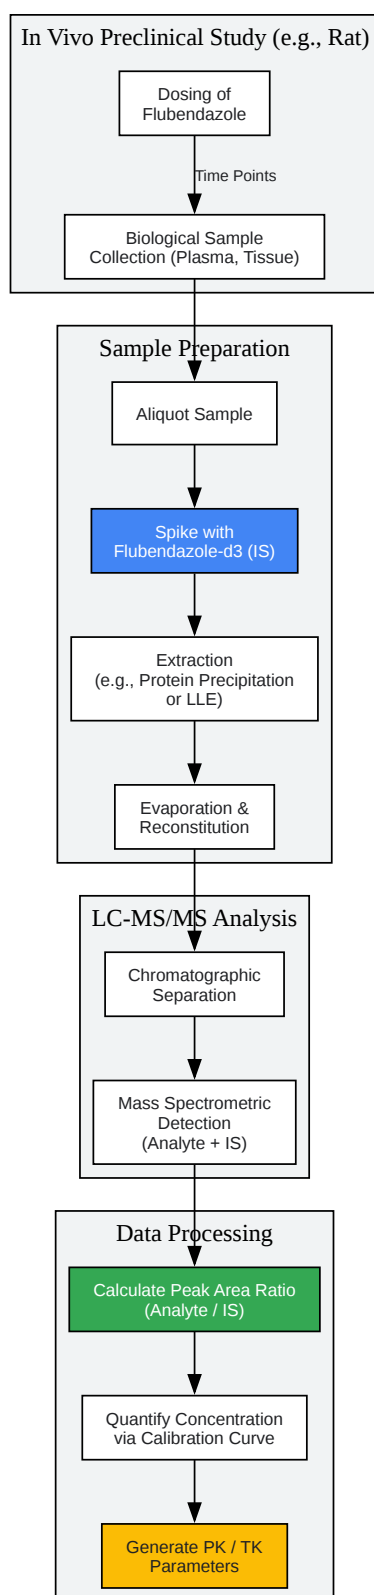 In Vivo Preclinical Study (e.g., Rat)
Dosing of
Flubendazole
Time Points
Biological Sample
Collection (Plasma, Tissue)
Sample Preparation
Aliquot Sample
Spike with
Flubendazole-d3 (IS)
Extraction
(e.g., Protein Precipitation
or LLE)
Evaporation &
Reconstitution
LC-MS/MS Analysis
Chromatographic
Separation
Mass Spectrometric
Detection
(Analyte + IS)
Data Processing
Calculate Peak Area Ratio
(Analyte / IS)
Quantify Concentration
via Calibration Curve
Generate PK / TK
Parameters